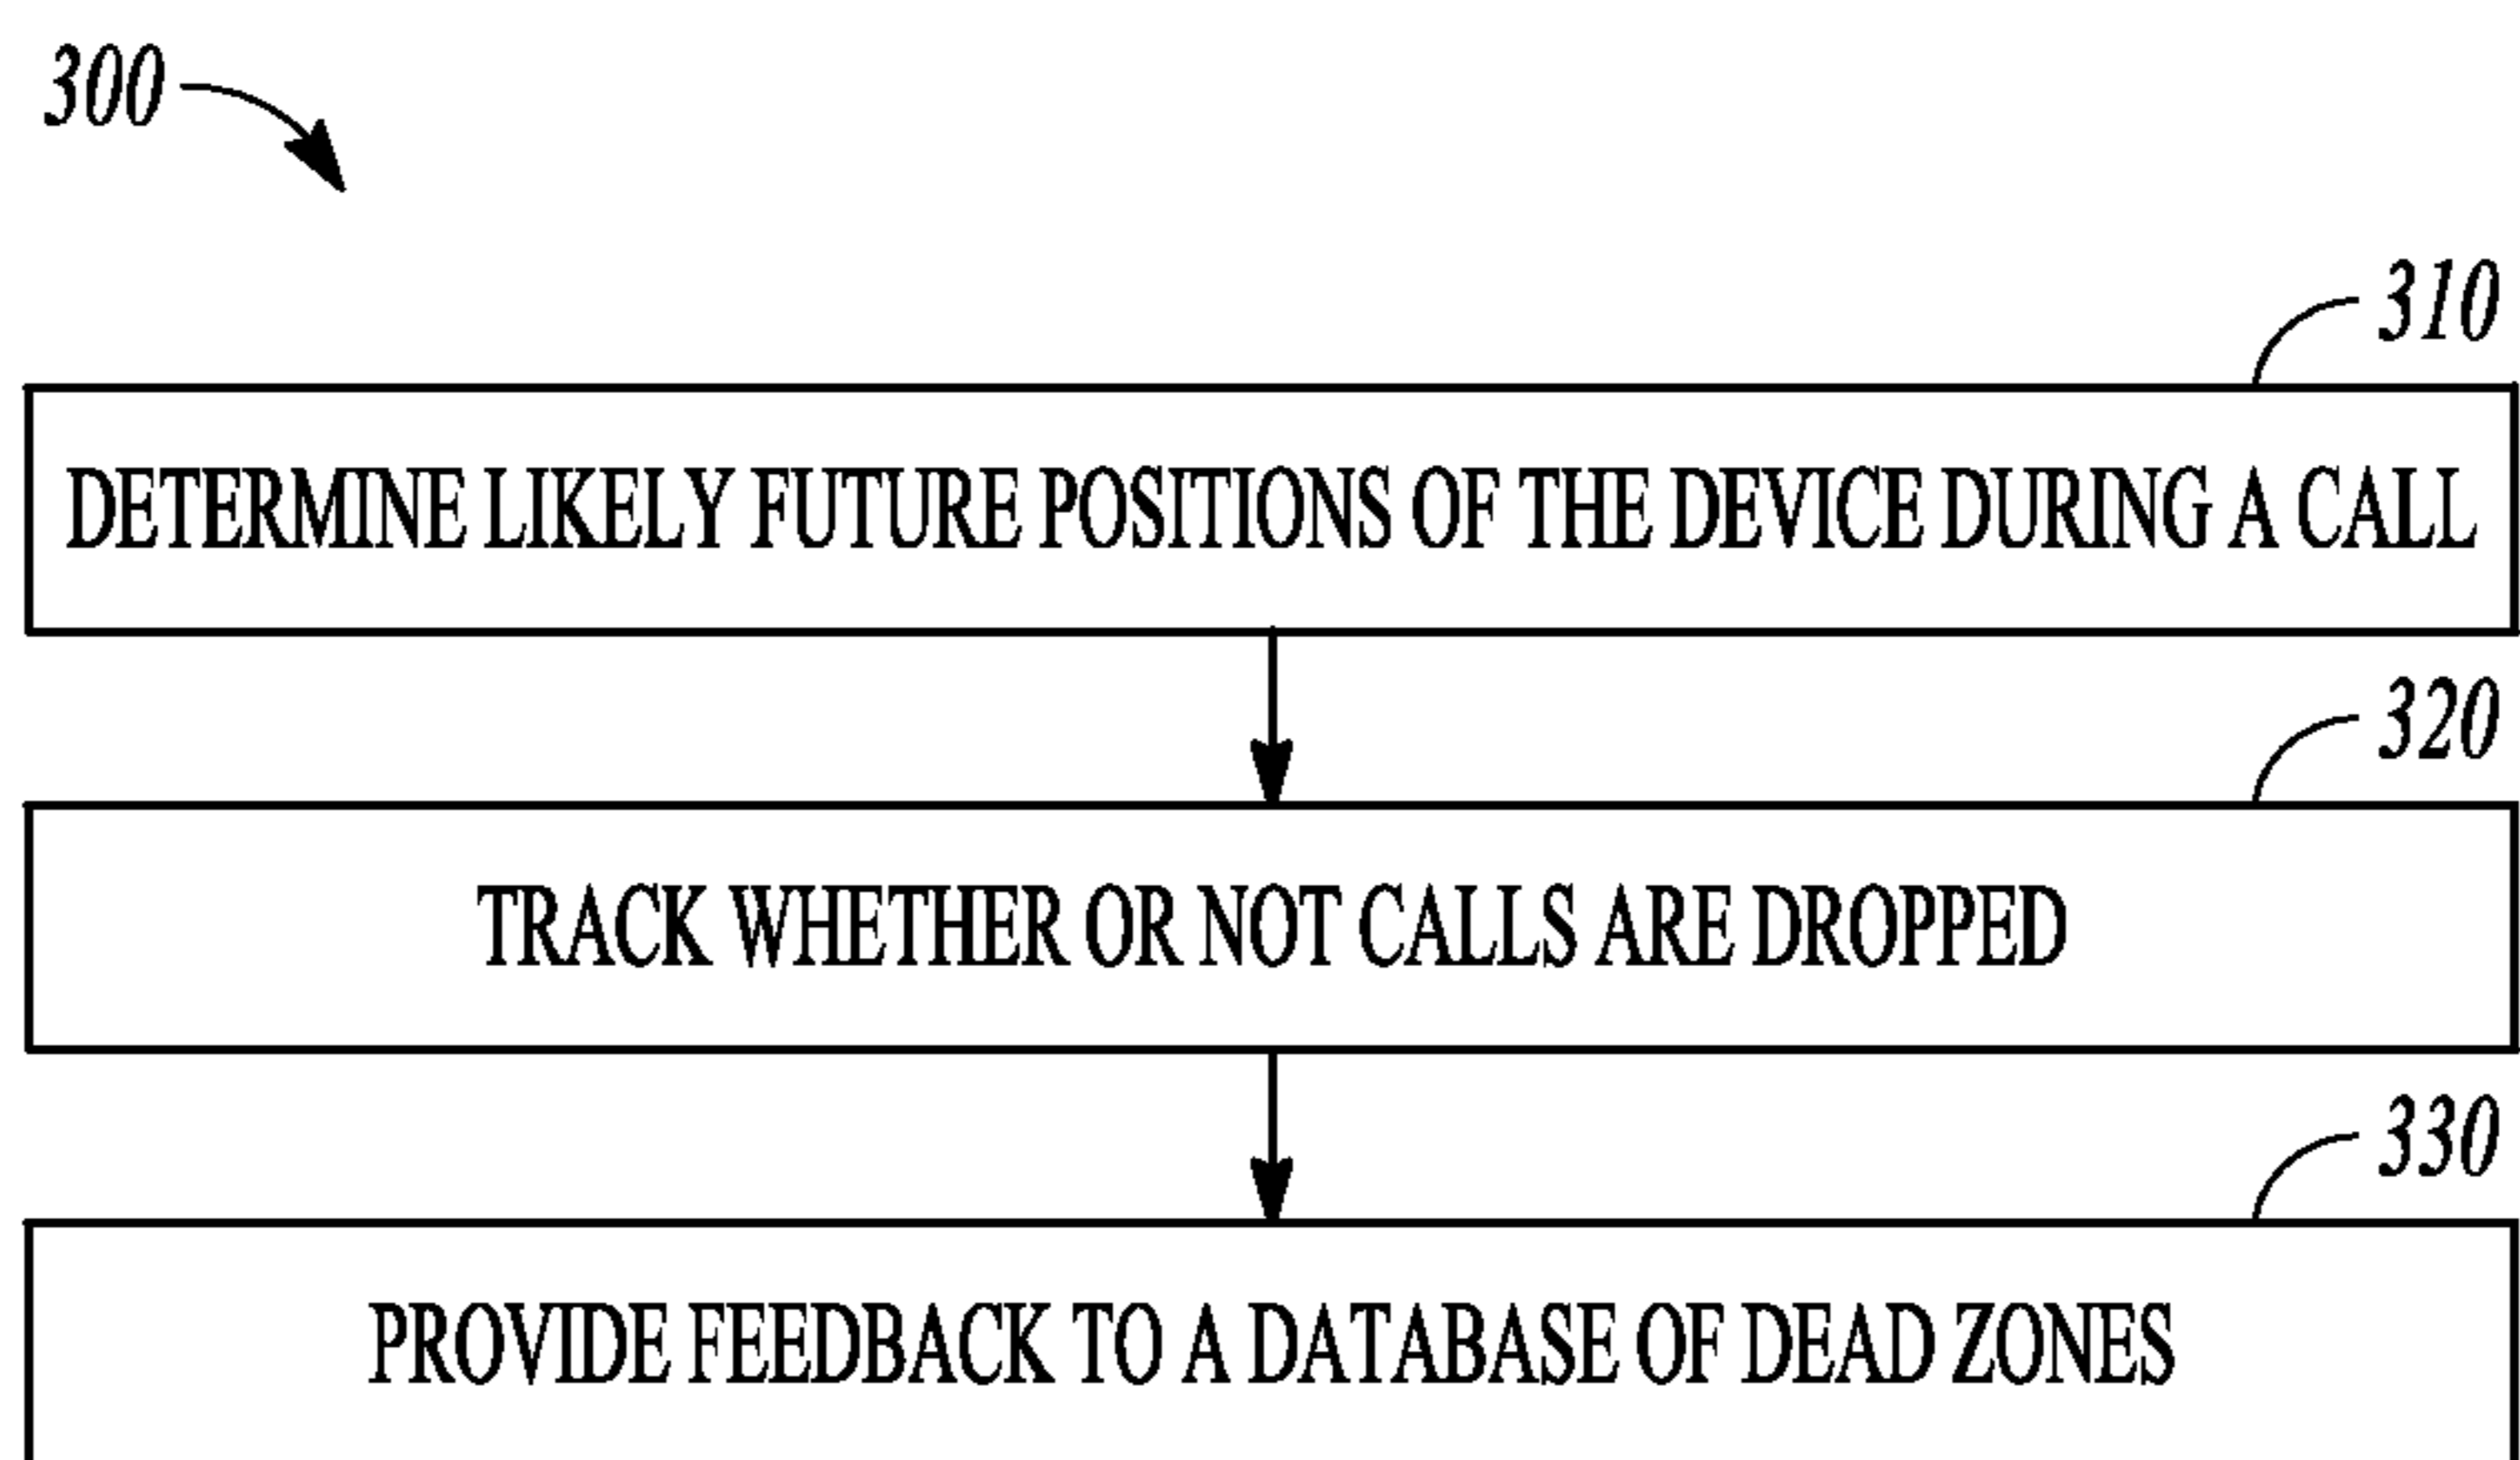 300
310
DETERMINE LIKELY FUTURE POSITIONS OF THE DEVICE DURING A CALL
320
TRACK WHETHER OR NOT CALLS ARE DROPPED
330
PROVIDE FEEDBACK TO A DATABASE OF DEAD ZONES